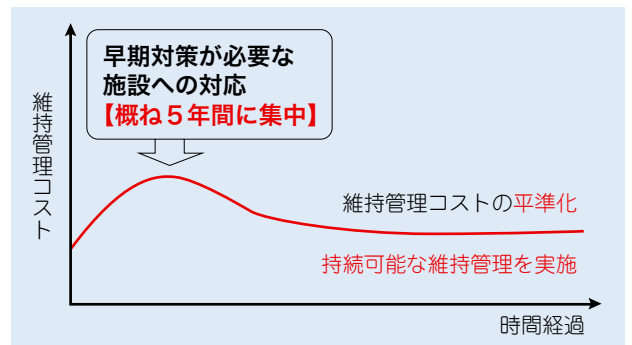 早期対策が必要な
施設への対応
【概ね5年間に集中】
維持管理コスト
維持管理コストの平準化
持続可能な維持管理を実施
時間経過